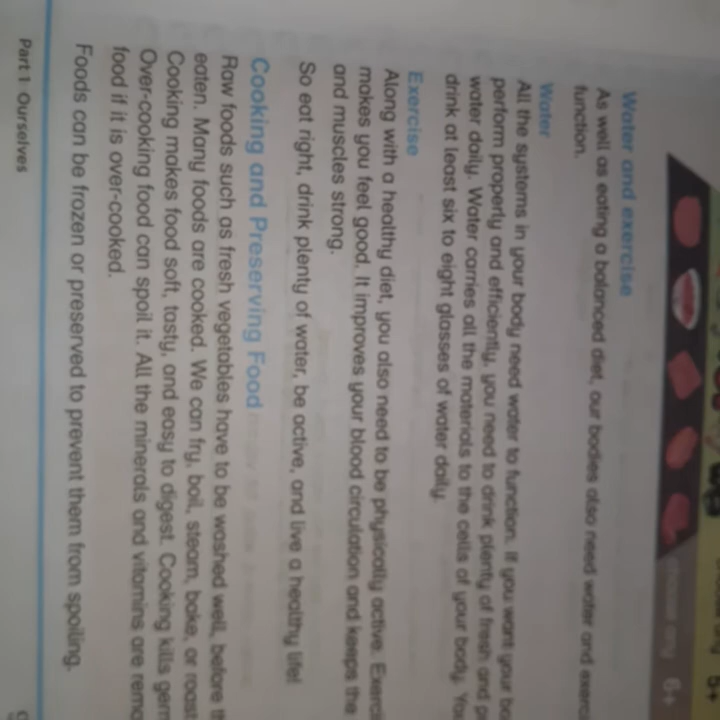 Water and exercise
As well as eating a balanced diet, our bodies also need water and
function.
Water
All the systems in your body need water to function. If you want your
perform properly and efficiently, you need to drink plenty of fresh and
water daily. Water carries all the materials to the cells of your body. You
drink at least six to eight glasses of water daily.
Exercise
Along with a healthy diet, you also need to be physically active.
makes you feel good. It improves your blood circulation and keeps the
and muscles strong.
So eat right, drink plenty of water, be active, and live a healthy life!
Cooking and Preserving Food
Raw foods such as fresh vegetables have to be washed well, before
eaten. Many foods are cooked. We can fry, boil, steam, bake, or roast
Cooking makes food soft, tasty, and easy to digest. Cooking kills
Over-cooking food can spoil it. All the minerals and vitamins are
food if it is over-cooked.
Foods can be frozen or preserved to prevent them from spoiling.
Part 1 Ourselves